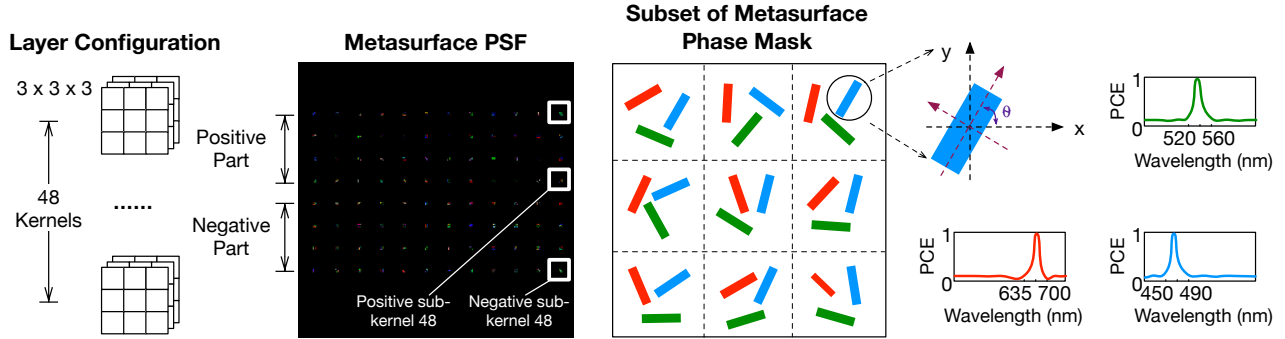 Layer Configuration
3 x 3 x 3
48
Kernels
......
Metasurface PSF
Positive
Part
Negative
Part
Positive sub-
kernel 48
Negative sub-
kernel 48
Subset of Metasurface
Phase Mask
y
x
θ
PCE
1
0
520 560
Wavelength (nm)
PCE
1
0
635 700
Wavelength (nm)
PCE
1
0
450 490
Wavelength (nm)